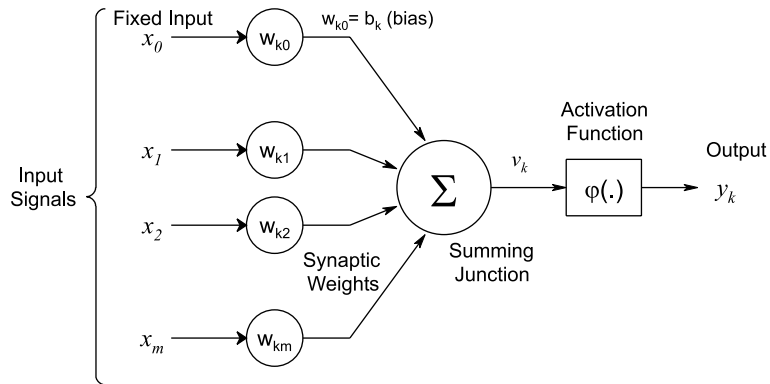 Fixed Input
x0
wk0
wk0= bk (bias)
x1
wk1
Input
Signals
x2
wk2
Synaptic
Weights
xm
wkm
Σ
Summing
Junction
vk
Activation
Function
φ(.)
Output
yk